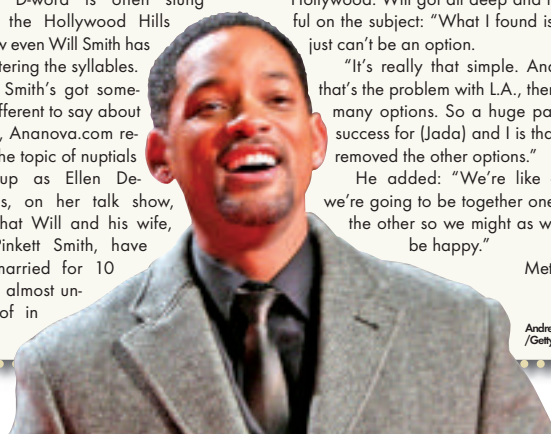 D-word is often slung
the Hollywood Hills
even Will Smith has
tering the syllables.
Smith's got some-
fferent to say about
, Ananova.com re-
he topic of nuptials
up as Ellen De-
s, on her talk show,
hat Will and his wife,
Pinkett Smith, have
married for 10
almost un-
of in
Hollywood. Will got all deep and
ful on the subject: "What I found is
just can't be an option.
"It's really that simple. And
that's the problem with L.A., ther
many options. So a huge pa
success for (Jada) and I is tha
removed the other options."
He added: "We're like
we're going to be together one
the other so we might as w
be happy."
Met
Andre
/Getty